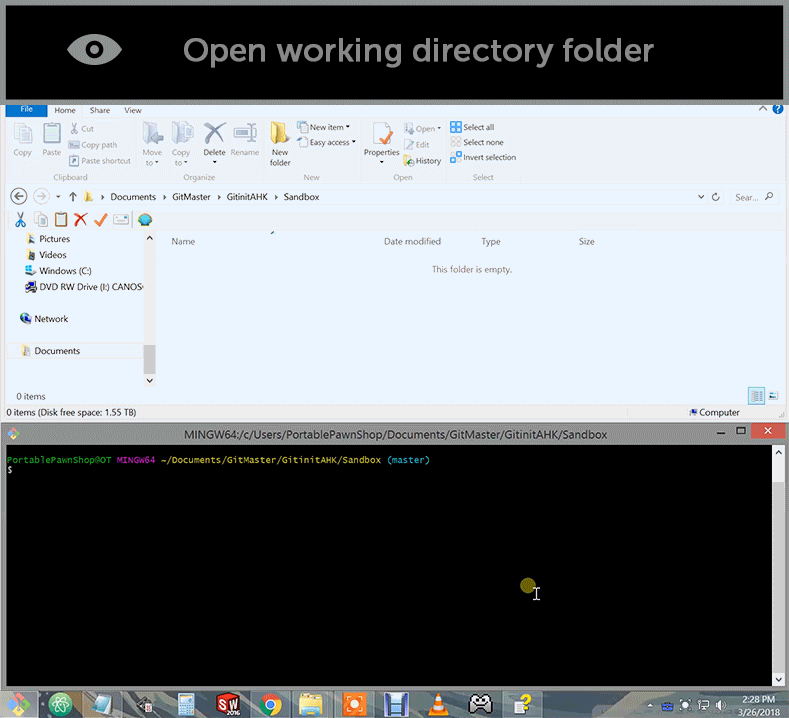 Open working directory folder
File Home Share View
Cut
Copy path
Paste shortcut
Copy Paste
Clipboard
Move to Copy to Delete Rename
Organize
New item
Easy access
New folder
New
Properties
Open
Edit
History
Open
Select all
Select none
Invert selection
Select
Documents GitMaster GitinitAHK Sandbox Sear...
Name Date modified Type Size
This folder is empty.
Pictures
Videos
Windows (C:)
DVD RW Drive (I:) CANOS
Network
Documents
0 items
0 items (Disk free space: 1.55 TB) Computer
MINGW64:/c/Users/PortablePawnShop/Documents/GitMaster/GitinitAHK/Sandbox
PortablePawnShop@OT MINGW64 ~/Documents/GitMaster/GitinitAHK/Sandbox (master)
$
SW
2016
2:28 PM
3/26/2018